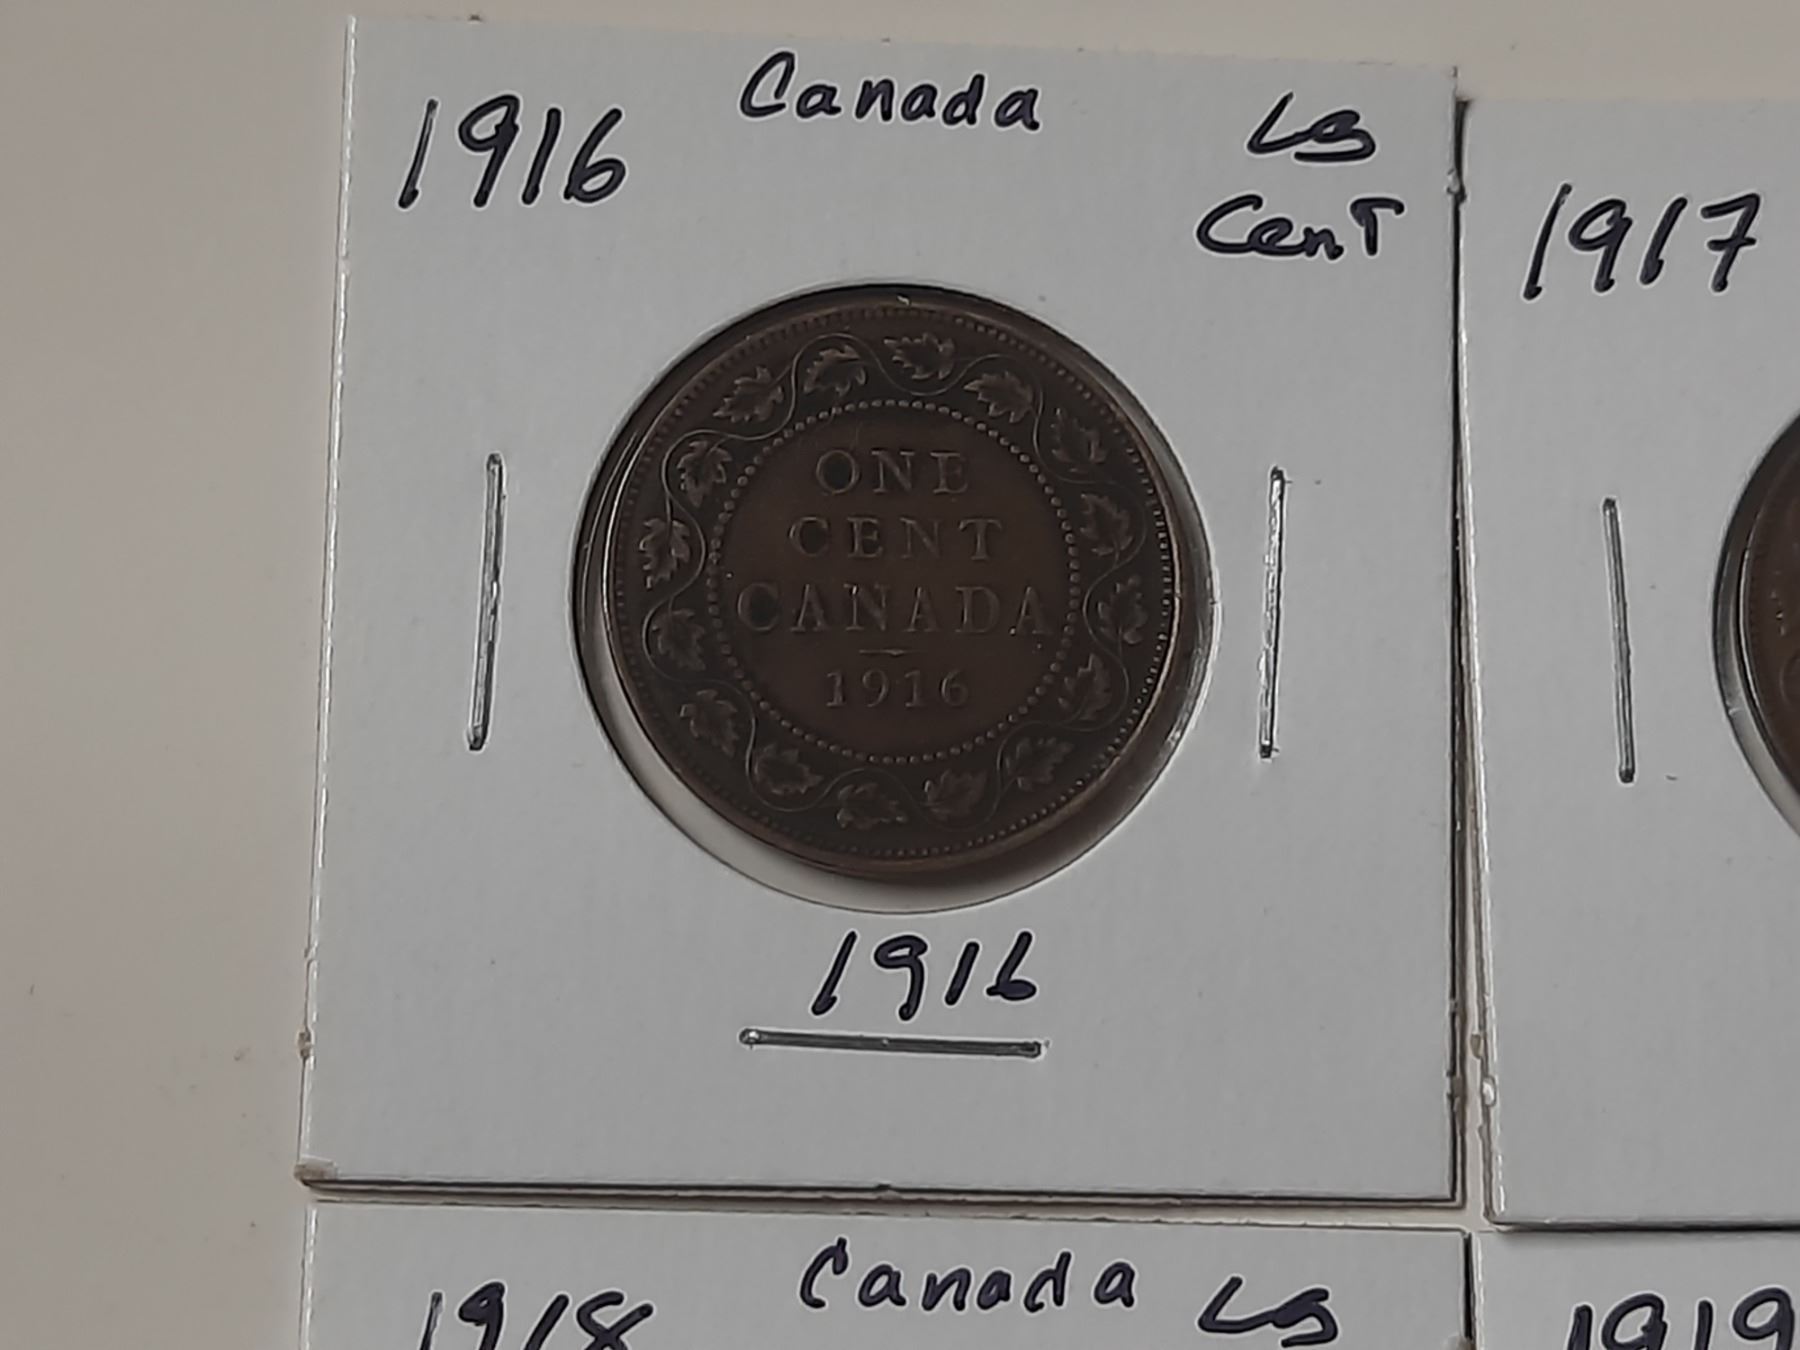 1916 Canada LG
Cent
ONE
CENT
CANADA
1916
1916
1917
1918 Canada LG
1919